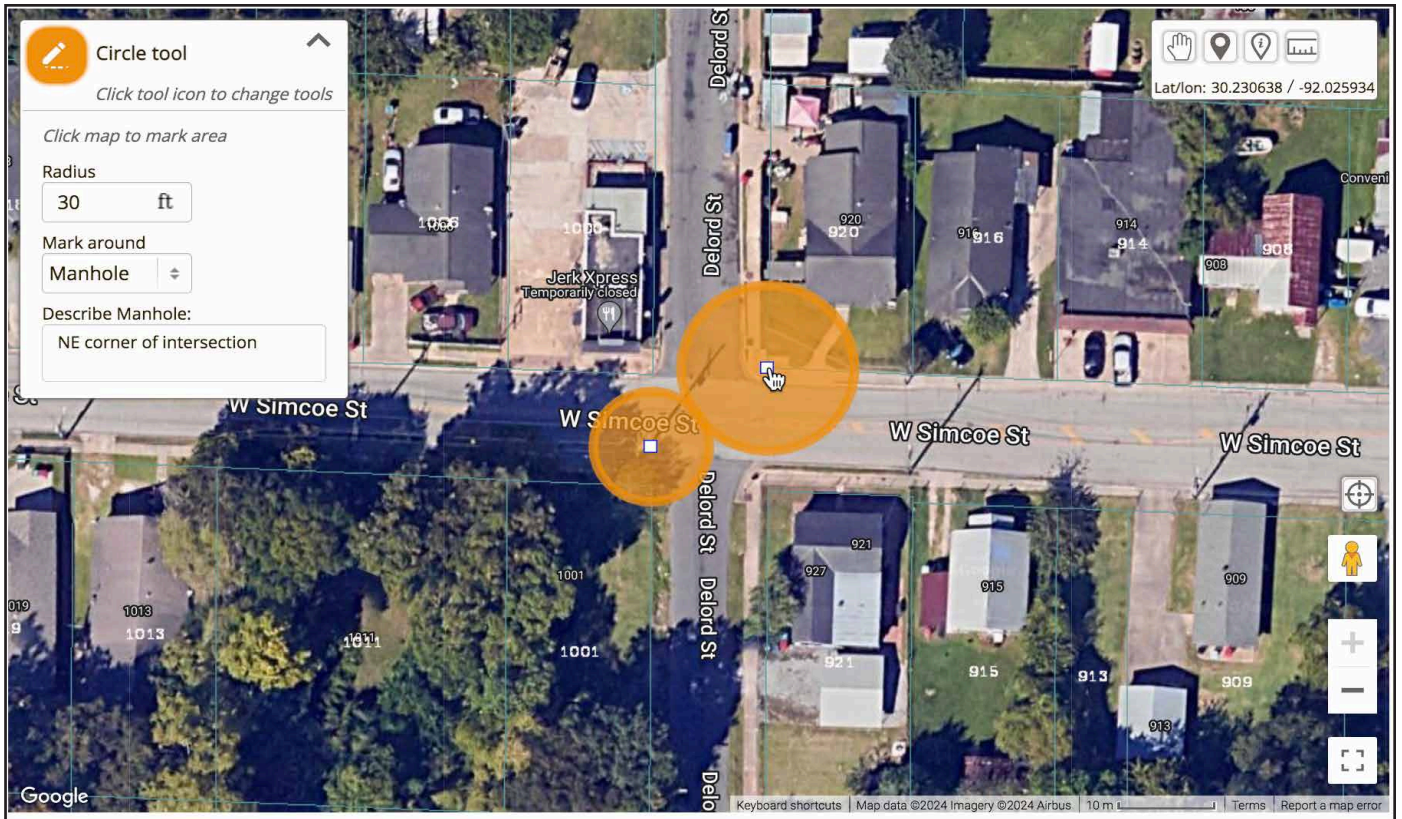 Circle tool
Click tool icon to change tools
Click map to mark area
Radius
30 ft
Mark around
Manhole
Describe Manhole:
NE corner of intersection
Lat/lon: 30.230638 / -92.025934
Delord St
Delord St
Conveni
1006
1000
920
920
916
916
914
914
908
908
Jerk Xpress
Temporarily closed
W Simcoe St
W Simcoe St
W Simcoe St
W Simcoe St
Delord St
Delord St
Delo
921
927
915
909
1001
019
9
1013
1013
1011
1011
1001
921
915
913
909
913
Google
Keyboard shortcuts
Map data ©2024 Imagery ©2024 Airbus
10 m
Terms
Report a map error